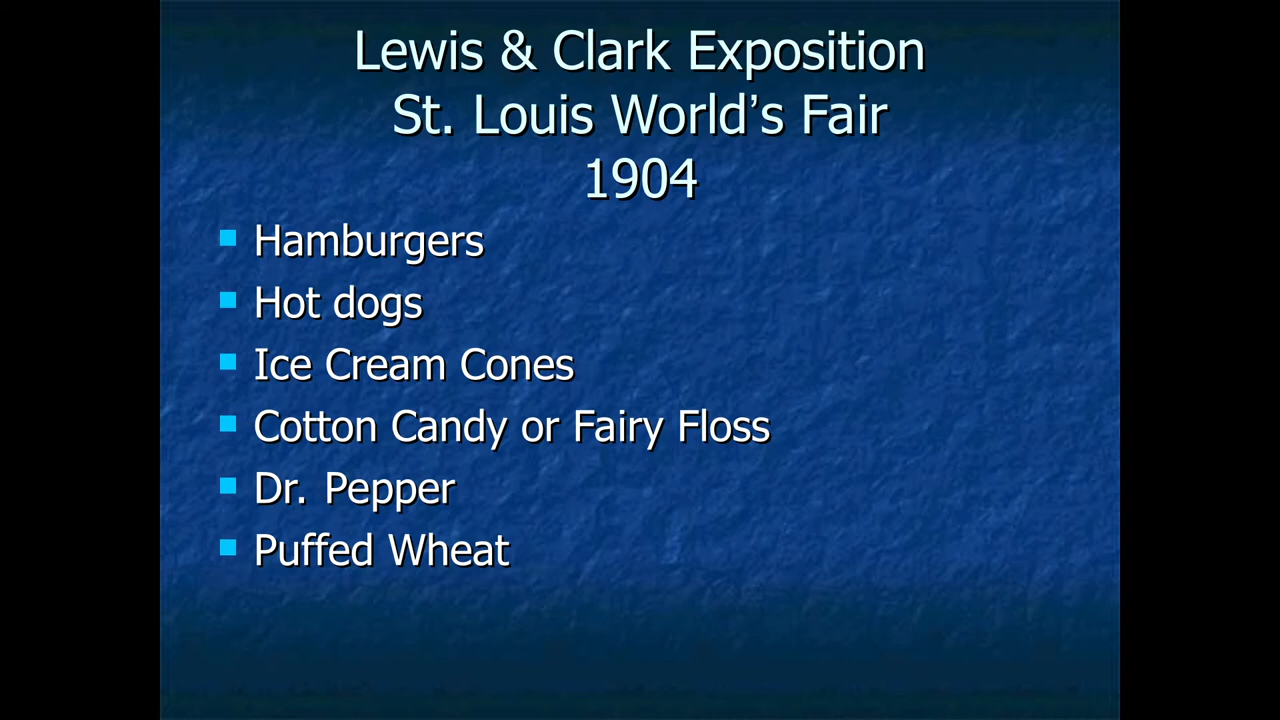 Lewis & Clark Exposition
St. Louis World’s Fair
1904
Hamburgers
Hot dogs
Ice Cream Cones
Cotton Candy or Fairy Floss
Dr. Pepper
Puffed Wheat